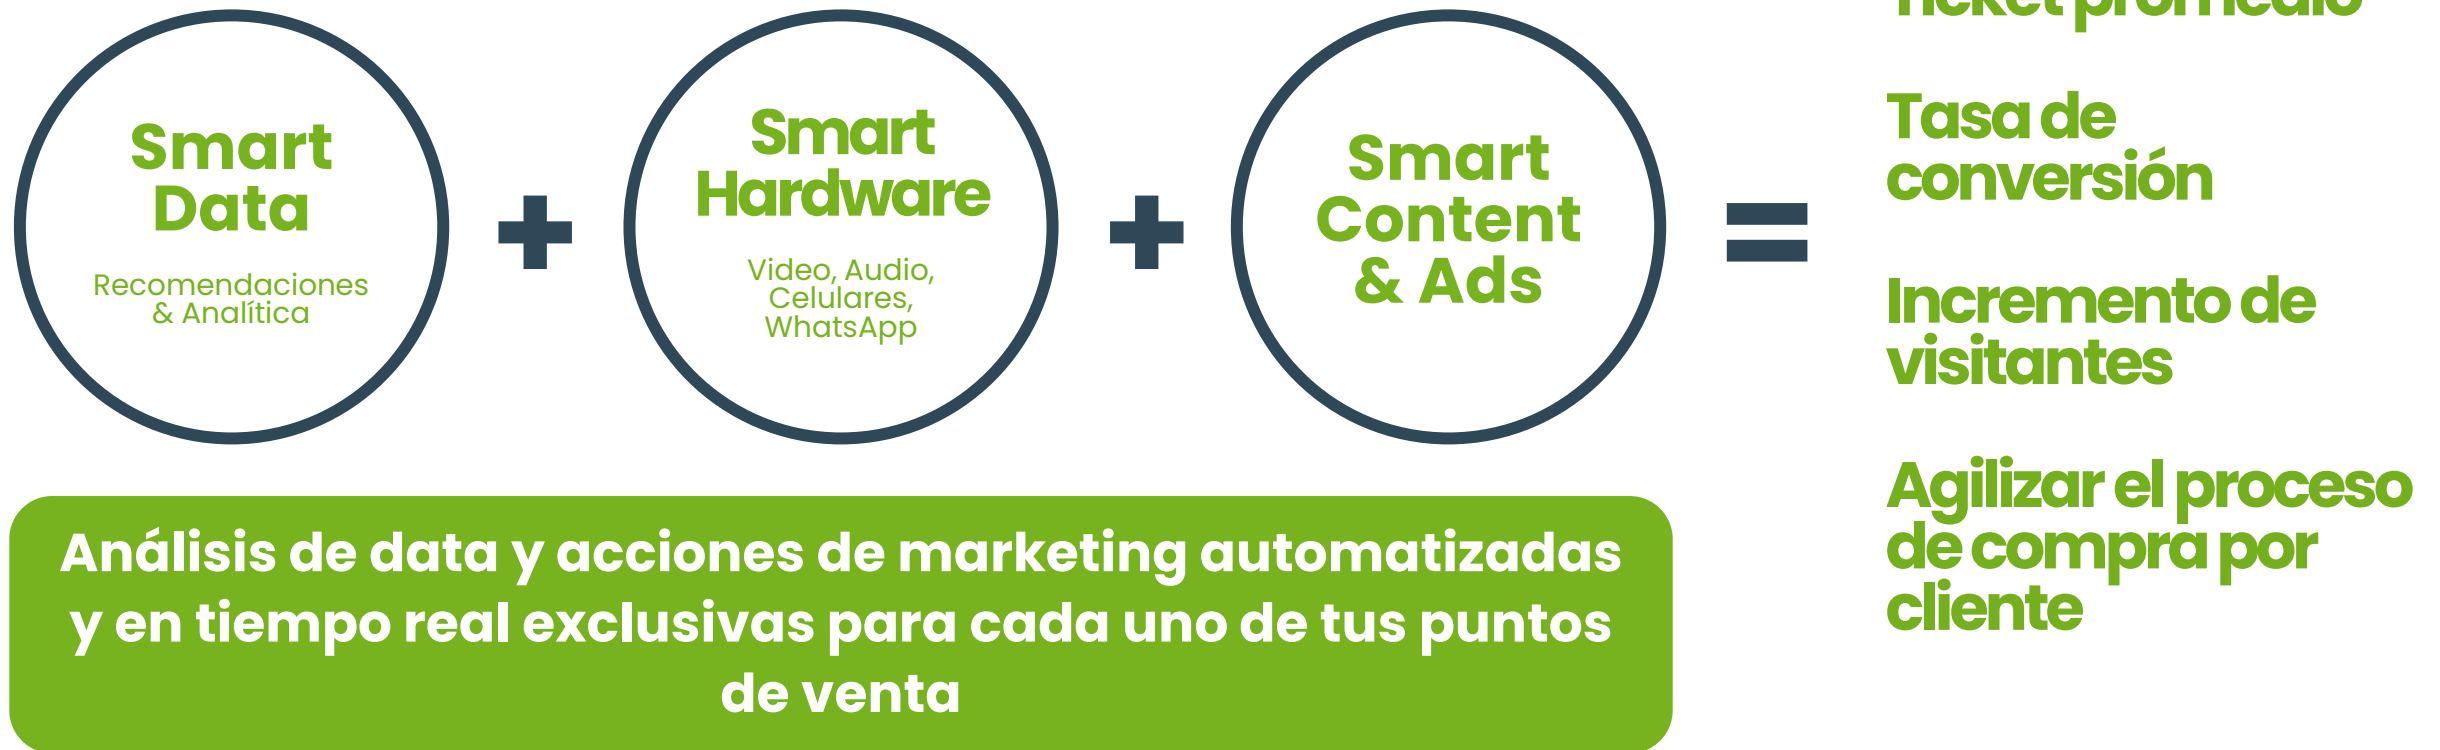 Smart
Data
Recomendaciones
& Analítica
+
Smart
Hardware
Video, Audio,
Celulares,
WhatsApp
+
Smart
Content
& Ads
=
Ticket promedio
Tasa de
conversión
Incremento de
visitantes
Agilizar el proceso
de compra por
cliente
Análisis de data y acciones de marketing automatizadas
y en tiempo real exclusivas para cada uno de tus puntos
de venta